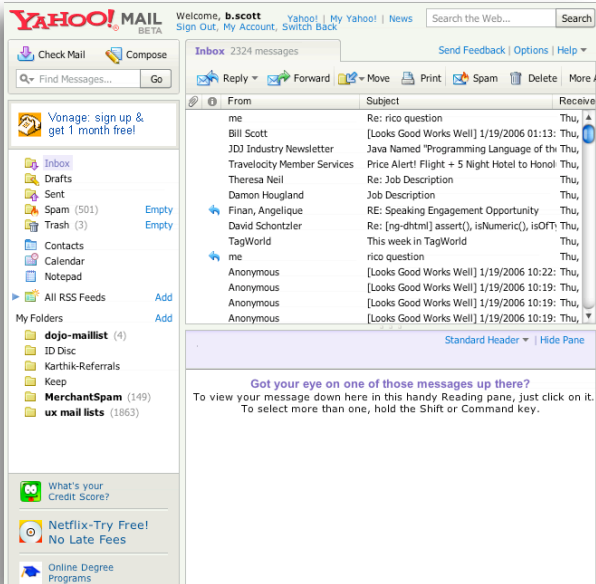 YAHOO! MAIL
BETA
Welcome, b.scott Yahoo! | My Yahoo! | News
Sign Out, My Account, Switch Back
Search the Web... Search
Check Mail Compose
Find Messages... Go
Inbox 2324 messages
Send Feedback | Options | Help
Reply Forward Move Print Spam Delete More A
From Subject Receive
me Re: rico question Thu,
Bill Scott [Looks Good Works Well] 1/19/2006 01:13: Thu,
JDJ Industry Newsletter Java Named "Programming Language of the Thu,
Travelocity Member Services Price Alert! Flight + 5 Night Hotel to Honol Thu,
Theresa Neil Re: Job Description Thu,
Damon Hougland Job Description Thu,
Finan, Angelique RE: Speaking Engagement Opportunity Thu,
David Schontzler Re: [ng-dhtml] assert(), isNumeric(), isOfTy Thu,
TagWorld This week in TagWorld Thu,
me rico question Thu,
Anonymous [Looks Good Works Well] 1/19/2006 10:22: Thu,
Anonymous [Looks Good Works Well] 1/19/2006 10:19: Thu,
Anonymous [Looks Good Works Well] 1/19/2006 10:19: Thu,
Anonymous [Looks Good Works Well] 1/19/2006 10:19: Thu,
Standard Header | Hide Pane
Got your eye on one of those messages up there?
To view your message down here in this handy Reading pane, just click on it.
To select more than one, hold the Shift or Command key.
Vonage: sign up &
get 1 month free!
Inbox
Drafts
Sent
Spam (501) Empty
Trash (3) Empty
Contacts
Calendar
Notepad
All RSS Feeds Add
My Folders Add
dojo-maillist (4)
ID Disc
Karthik-Referrals
Keep
MerchantSpam (149)
ux mail lists (1863)
What's your
Credit Score?
Netflix-Try Free!
No Late Fees
Online Degree
Programs